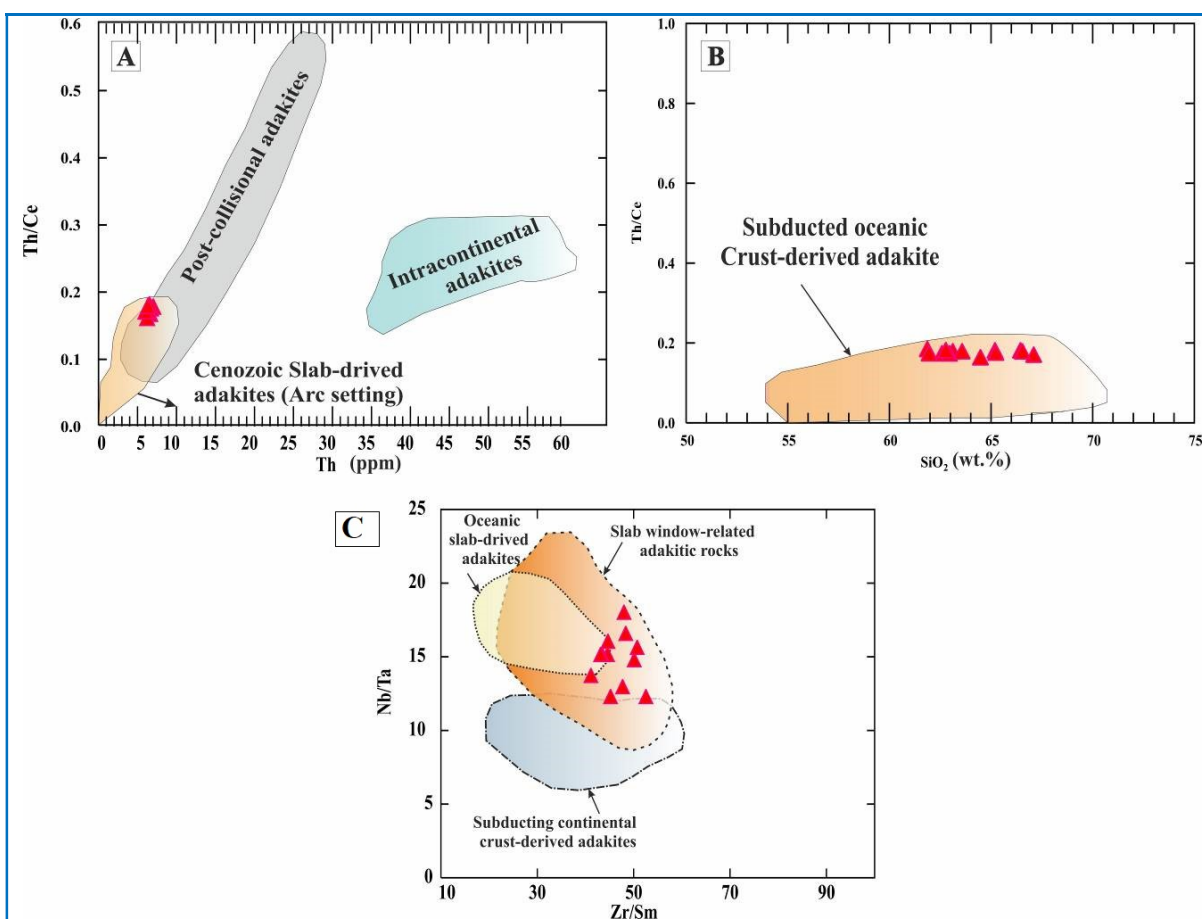 A
Th/Ce
0.6
0.5
0.4
0.3
0.2
0.1
0.0
Post-collisional adakites
Intracontinental
adakites
Cenozoic Slab-drived
adakites (Arc setting)
0 5 10 15 20 25 30 35 40 45 50 55 60
Th (ppm)
B
Th/Ce
1.0
0.8
0.6
0.4
0.2
0.0
Subducted oceanic
Crust-derived adakite
50 55 60 65 70 75
SiO₂ (wt.%)
C
Nb/Ta
25
20
15
10
5
0
Oceanic
slab-drived
adakites
Slab window-related
adakitic rocks
Subducting continental
crust-derived adakites
10 30 50 70 90
Zr/Sm